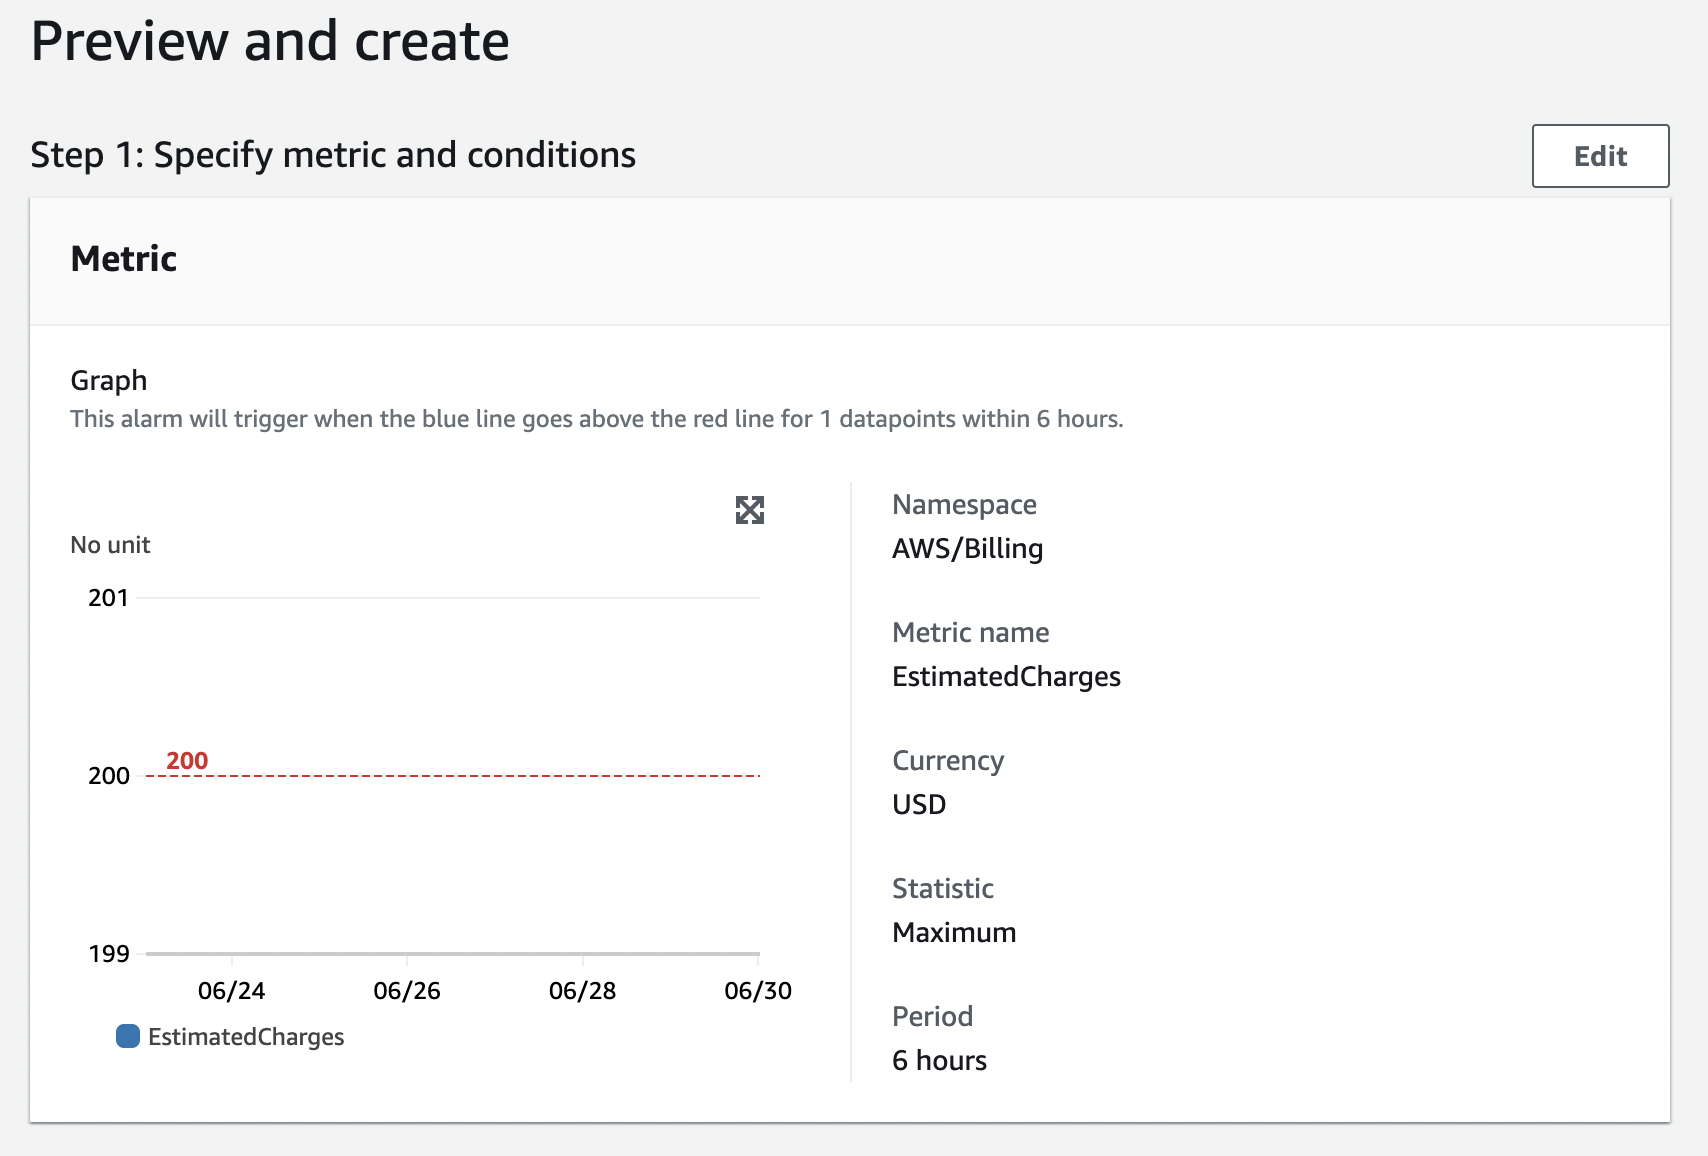 Preview and create
Step 1: Specify metric and conditions
Edit
Metric
Graph
This alarm will trigger when the blue line goes above the red line for 1 datapoints within 6 hours.
No unit
201
200
200
199
06/24 06/26 06/28 06/30
EstimatedCharges
Namespace
AWS/Billing
Metric name
EstimatedCharges
Currency
USD
Statistic
Maximum
Period
6 hours